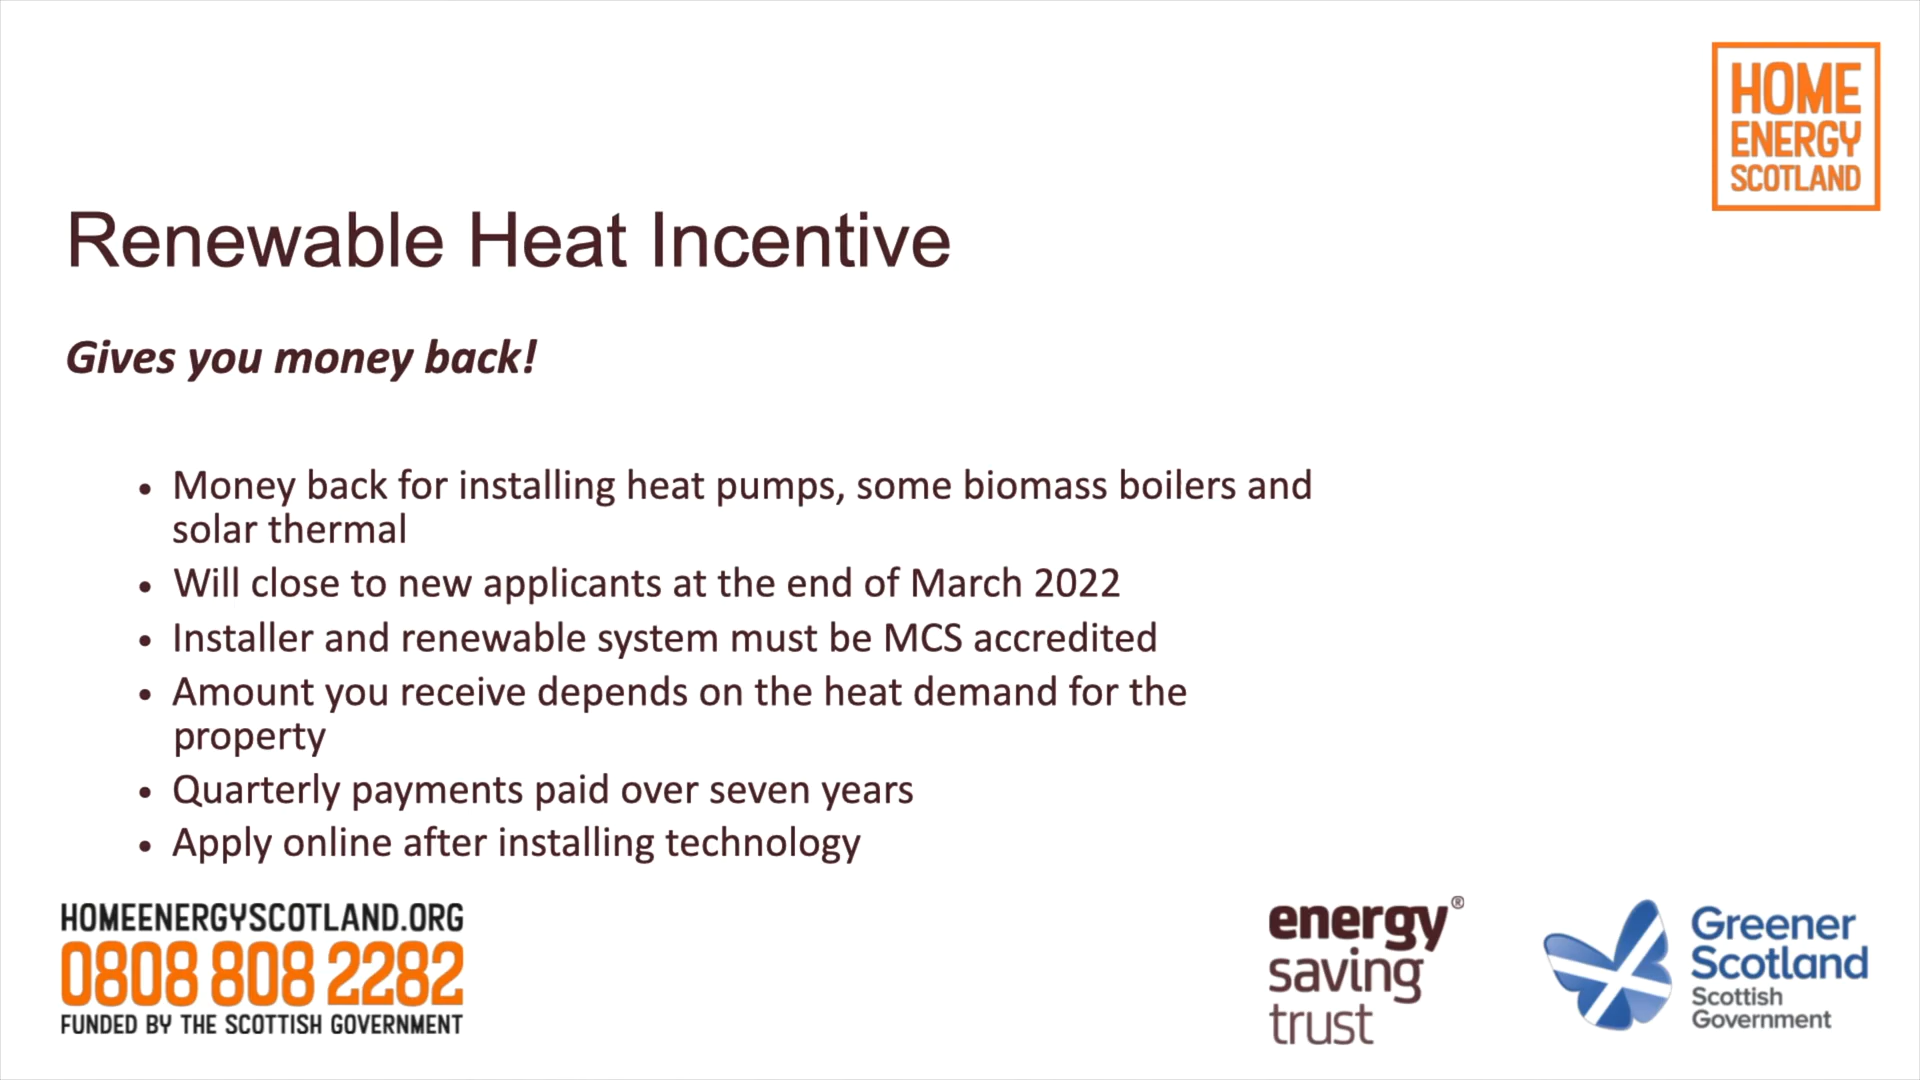 HOME
ENERGY
SCOTLAND
Renewable Heat Incentive
Gives you money back!
• Money back for installing heat pumps, some biomass boilers and
solar thermal
• Will close to new applicants at the end of March 2022
• Installer and renewable system must be MCS accredited
• Amount you receive depends on the heat demand for the
property
• Quarterly payments paid over seven years
• Apply online after installing technology
HOMEENERGYSCOTLAND.ORG
0808 808 2282
FUNDED BY THE SCOTTISH GOVERNMENT
energy®
saving
trust
Greener
Scotland
Scottish
Government